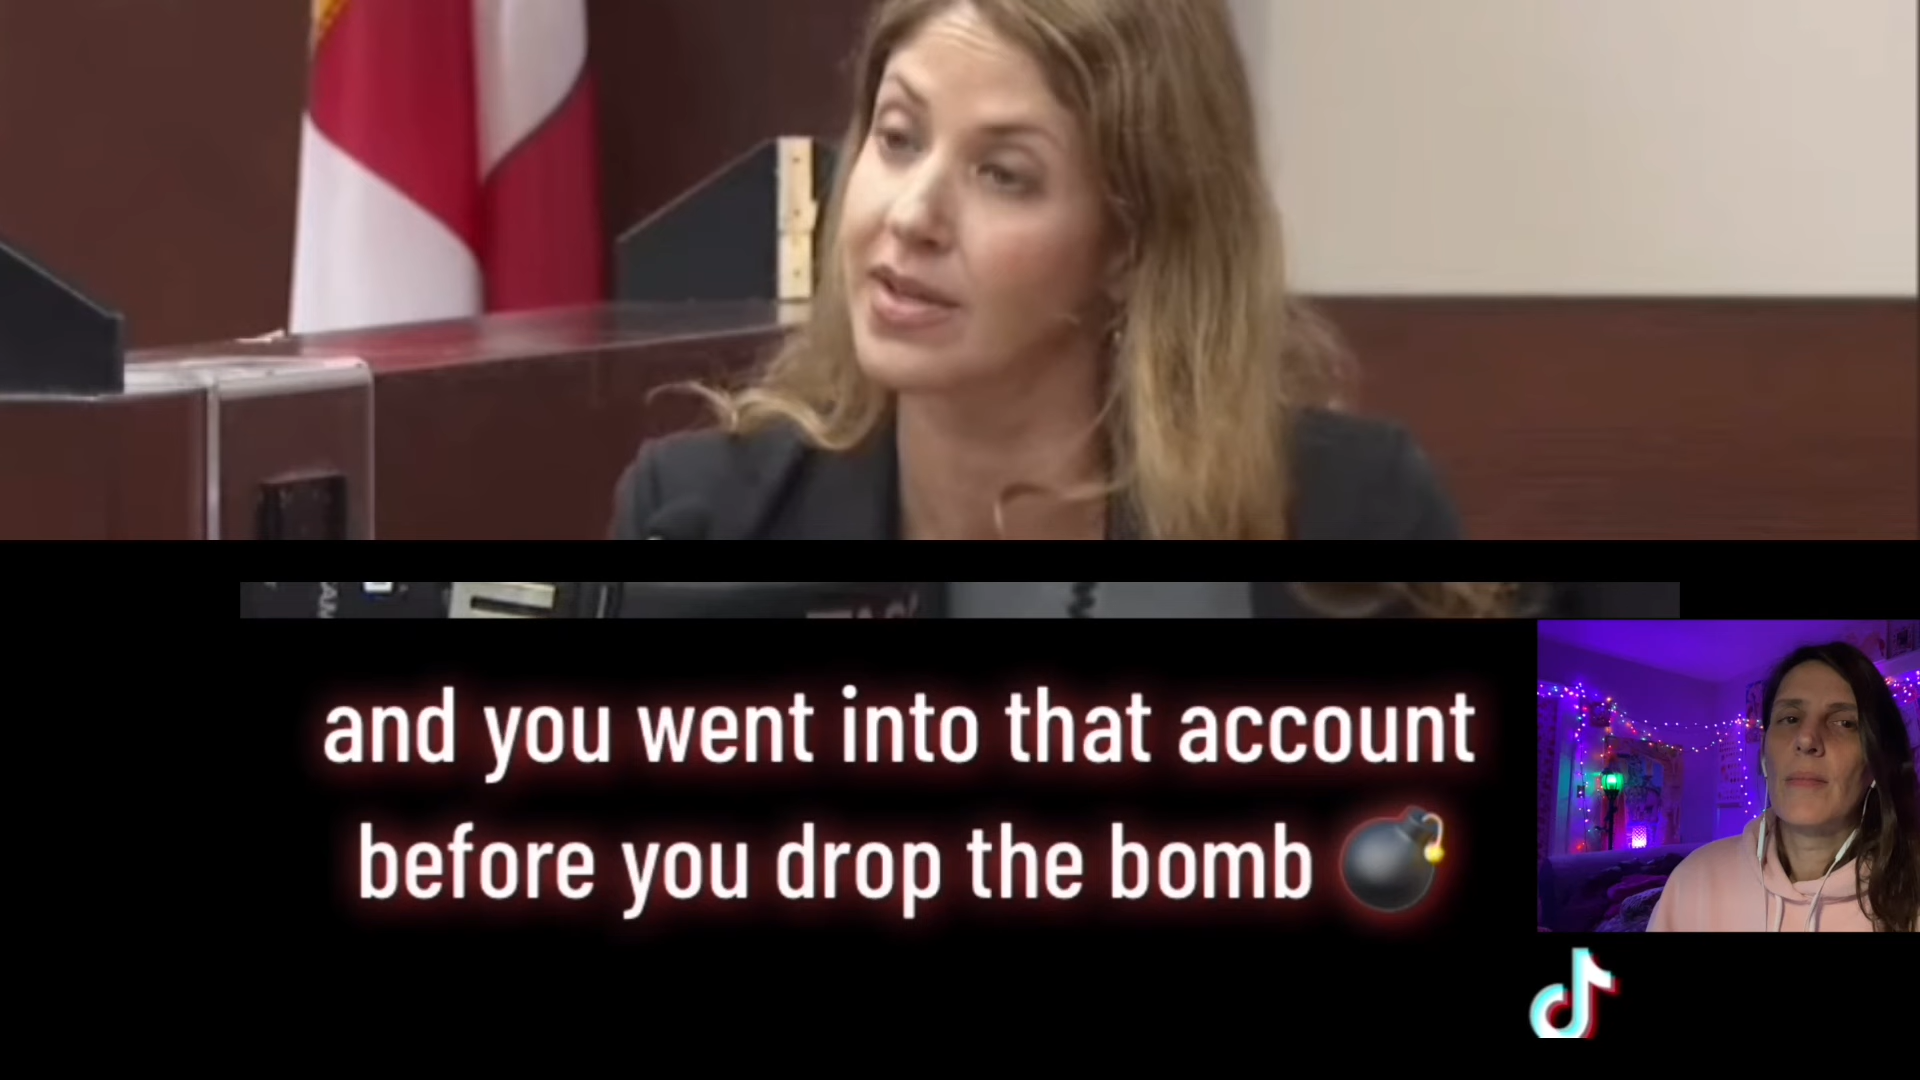 and you went into that account
before you drop the bomb 💣